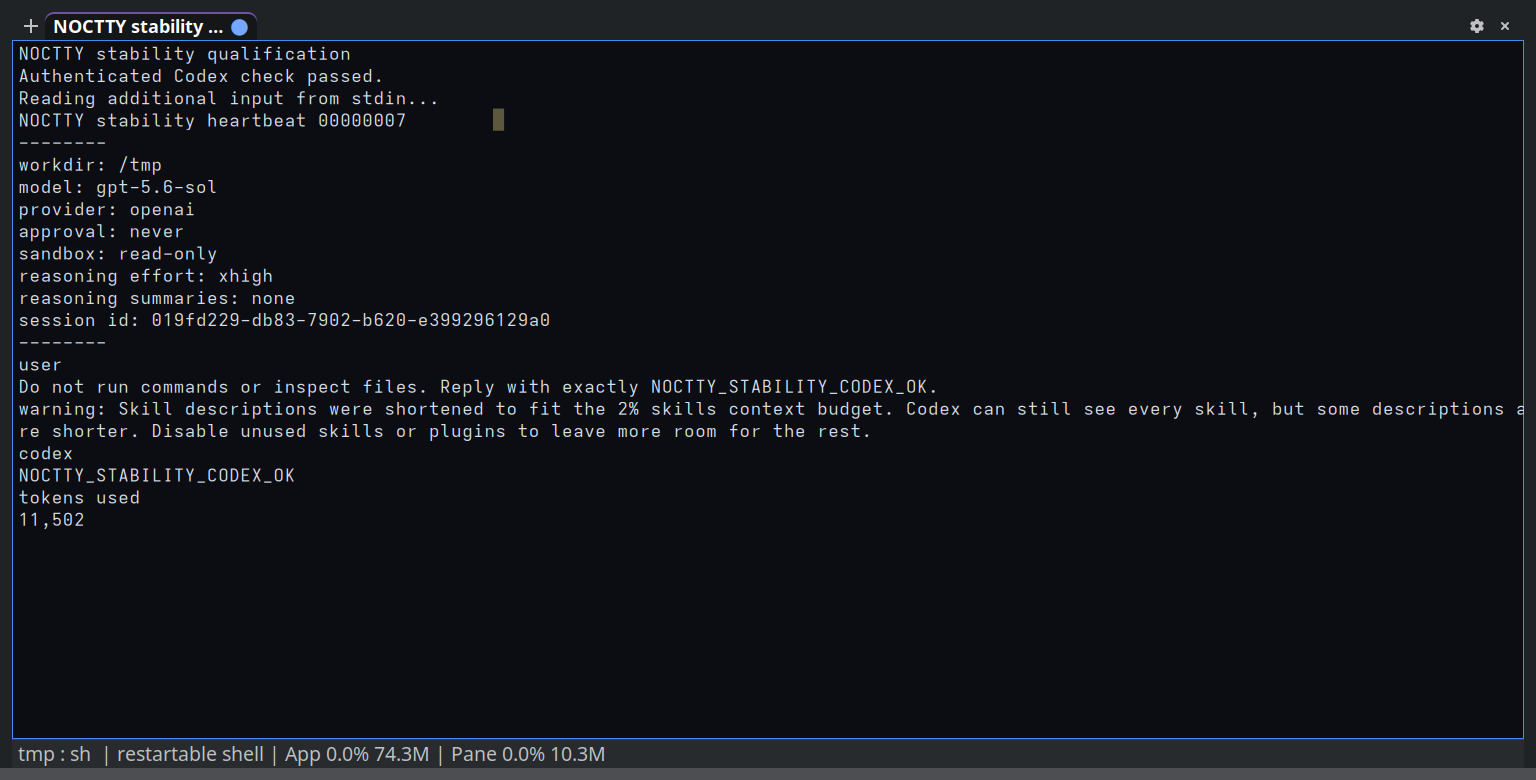 NOCTTY stability ...
NOCTTY stability qualification
Authenticated Codex check passed.
Reading additional input from stdin...
NOCTTY stability heartbeat 00000007
--------
workdir: /tmp
model: gpt-5.6-sol
provider: openai
approval: never
sandbox: read-only
reasoning effort: xhigh
reasoning summaries: none
session id: 019fd229-db83-7902-b620-e399296129a0
--------
user
Do not run commands or inspect files. Reply with exactly NOCTTY_STABILITY_CODEX_OK.
warning: Skill descriptions were shortened to fit the 2% skills context budget. Codex can still see every skill, but some descriptions a
re shorter. Disable unused skills or plugins to leave more room for the rest.
codex
NOCTTY_STABILITY_CODEX_OK
tokens used
11,502
tmp : sh | restartable shell | App 0.0% 74.3M | Pane 0.0% 10.3M